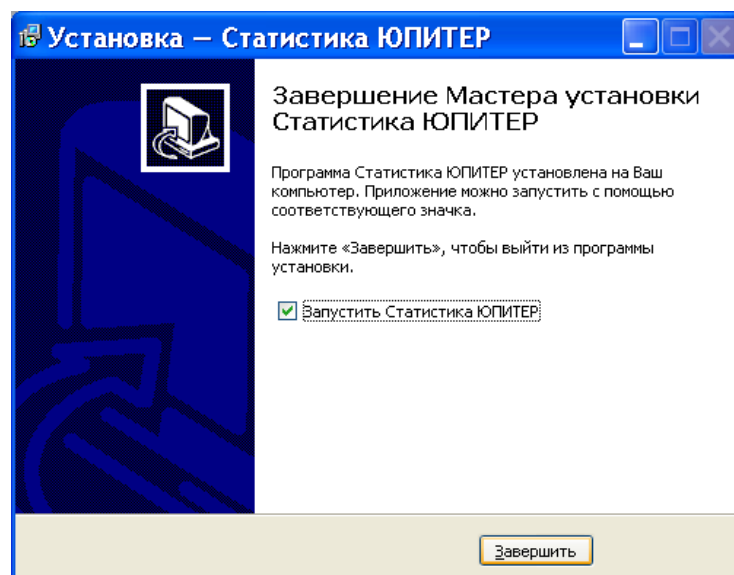 Установка — Статистика ЮПИТЕР
Завершение Мастера установки
Статистика ЮПИТЕР
Программа Статистика ЮПИТЕР установлена на Ваш
компьютер. Приложение можно запустить с помощью
соответствующего значка.
Нажмите «Завершить», чтобы выйти из программы
установки.
Запустить Статистика ЮПИТЕР
Завершить